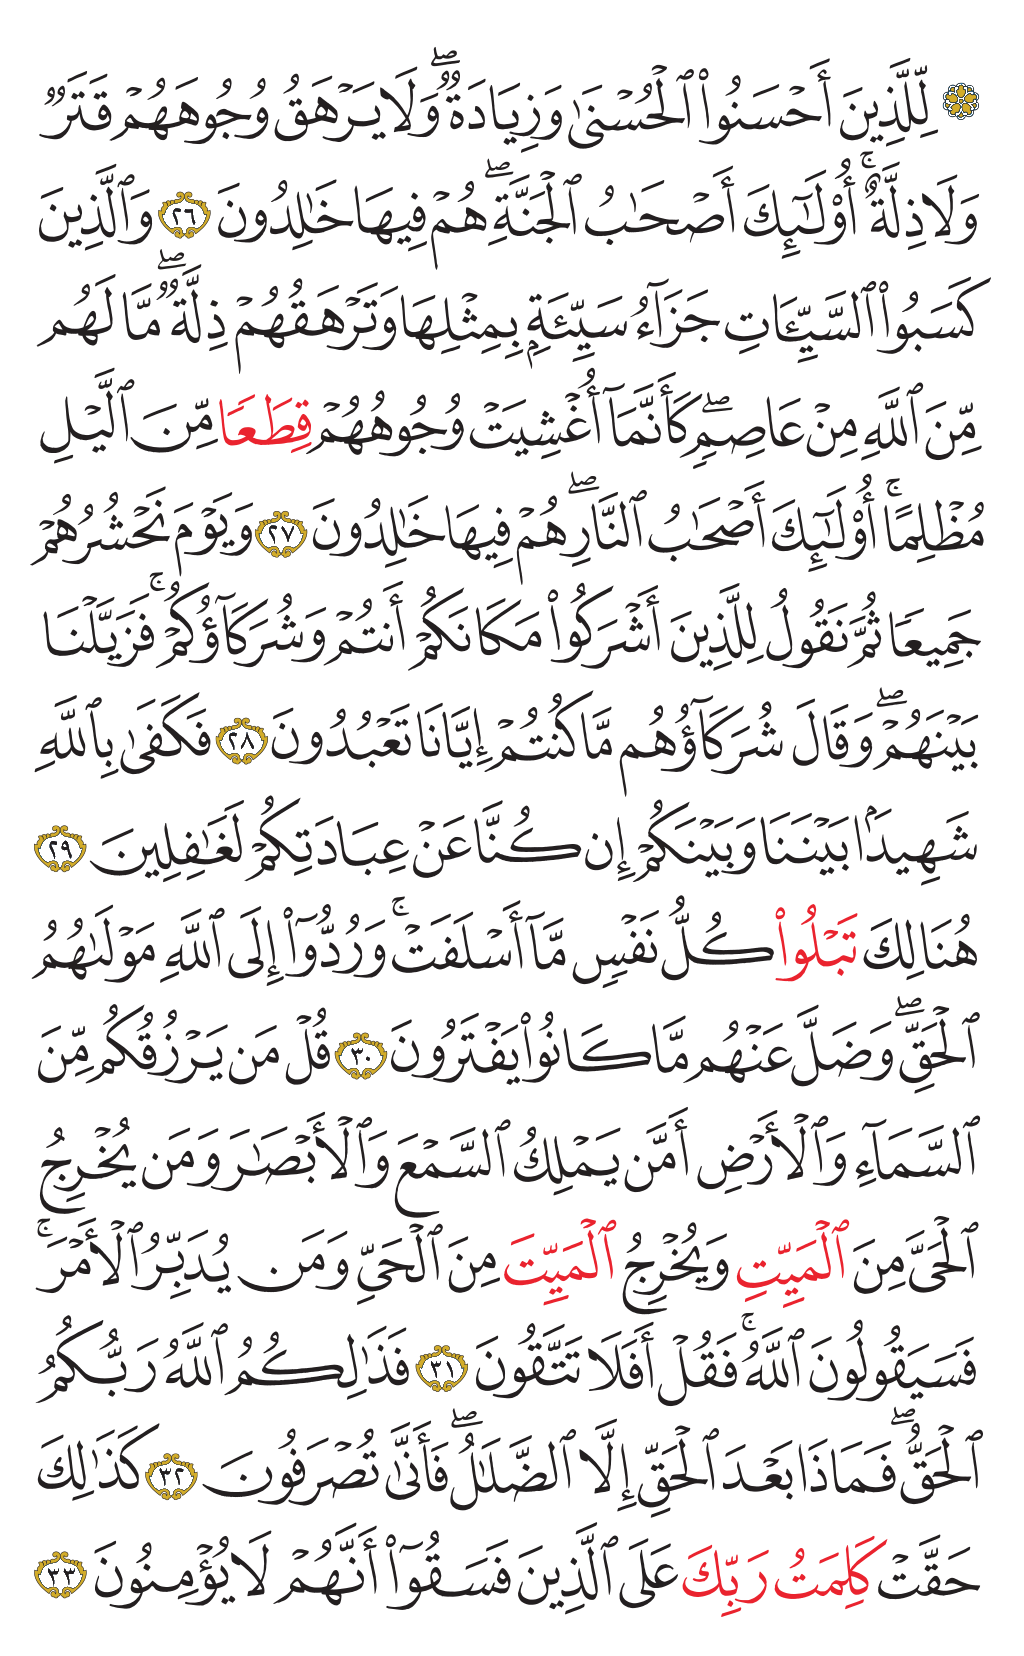 ۞ لِّلَّذِينَ أَحْسَنُوا۟ ٱلْحُسْنَىٰ وَزِيَادَةٌۖ وَلَا يَرْهَقُ وُجُوهَهُمْ قَتَرٌ
وَلَا ذِلَّةٌۚ أُو۟لَـٰٓئِكَ أَصْحَـٰبُ ٱلْجَنَّةِۖ هُمْ فِيهَا خَـٰلِدُونَ ٢٦ وَٱلَّذِينَ
كَسَبُوا۟ ٱلسَّيِّـَٔاتِ جَزَآءُ سَيِّئَةِۭ بِمِثْلِهَا وَتَرْهَقُهُمْ ذِلَّةٌۖ مَّا لَهُم
مِّنَ ٱللَّهِ مِنْ عَاصِمٍۖ كَأَنَّمَآ أُغْشِيَتْ وُجُوهُهُمْ قِطَعًا مِّنَ ٱلَّيْلِ
مُظْلِمًاۚ أُو۟لَـٰٓئِكَ أَصْحَـٰبُ ٱلنَّارِۖ هُمْ فِيهَا خَـٰلِدُونَ ٢٧ وَيَوْمَ نَحْشُرُهُمْ
جَمِيعًا ثُمَّ نَقُولُ لِلَّذِينَ أَشْرَكُوا۟ مَكَانَكُمْ أَنتُمْ وَشُرَكَآؤُكُمْۚ فَزَيَّلْنَا
بَيْنَهُمْۖ وَقَالَ شُرَكَآؤُهُم مَّا كُنتُمْ إِيَّانَا تَعْبُدُونَ ٢٨ فَكَفَىٰ بِٱللَّهِ
شَهِيدًۢا بَيْنَنَا وَبَيْنَكُمْ إِن كُنَّا عَنْ عِبَادَتِكُمْ لَغَـٰفِلِينَ ٢٩
هُنَالِكَ تَبْلُوا۟ كُلُّ نَفْسٍ مَّآ أَسْلَفَتْۚ وَرُدُّوٓا۟ إِلَى ٱللَّهِ مَوْلَىٰهُمُ
ٱلْحَقِّۖ وَضَلَّ عَنْهُم مَّا كَانُوا۟ يَفْتَرُونَ ٣٠ قُلْ مَن يَرْزُقُكُم مِّنَ
ٱلسَّمَآءِ وَٱلْأَرْضِ أَمَّن يَمْلِكُ ٱلسَّمْعَ وَٱلْأَبْصَـٰرَ وَمَن يُخْرِجُ
ٱلْحَىَّ مِنَ ٱلْمَيِّتِ وَيُخْرِجُ ٱلْمَيِّتَ مِنَ ٱلْحَىِّ وَمَن يُدَبِّرُ ٱلْأَمْرَۚ
فَسَيَقُولُونَ ٱللَّهُۚ فَقُلْ أَفَلَا تَتَّقُونَ ٣١ فَذَٰلِكُمُ ٱللَّهُ رَبُّكُمُ
ٱلْحَقُّۖ فَمَاذَا بَعْدَ ٱلْحَقِّ إِلَّا ٱلضَّلَـٰلُۖ فَأَنَّىٰ تُصْرَفُونَ ٣٢ كَذَٰلِكَ
حَقَّتْ كَلِمَتُ رَبِّكَ عَلَى ٱلَّذِينَ فَسَقُوٓا۟ أَنَّهُمْ لَا يُؤْمِنُونَ ٣٣